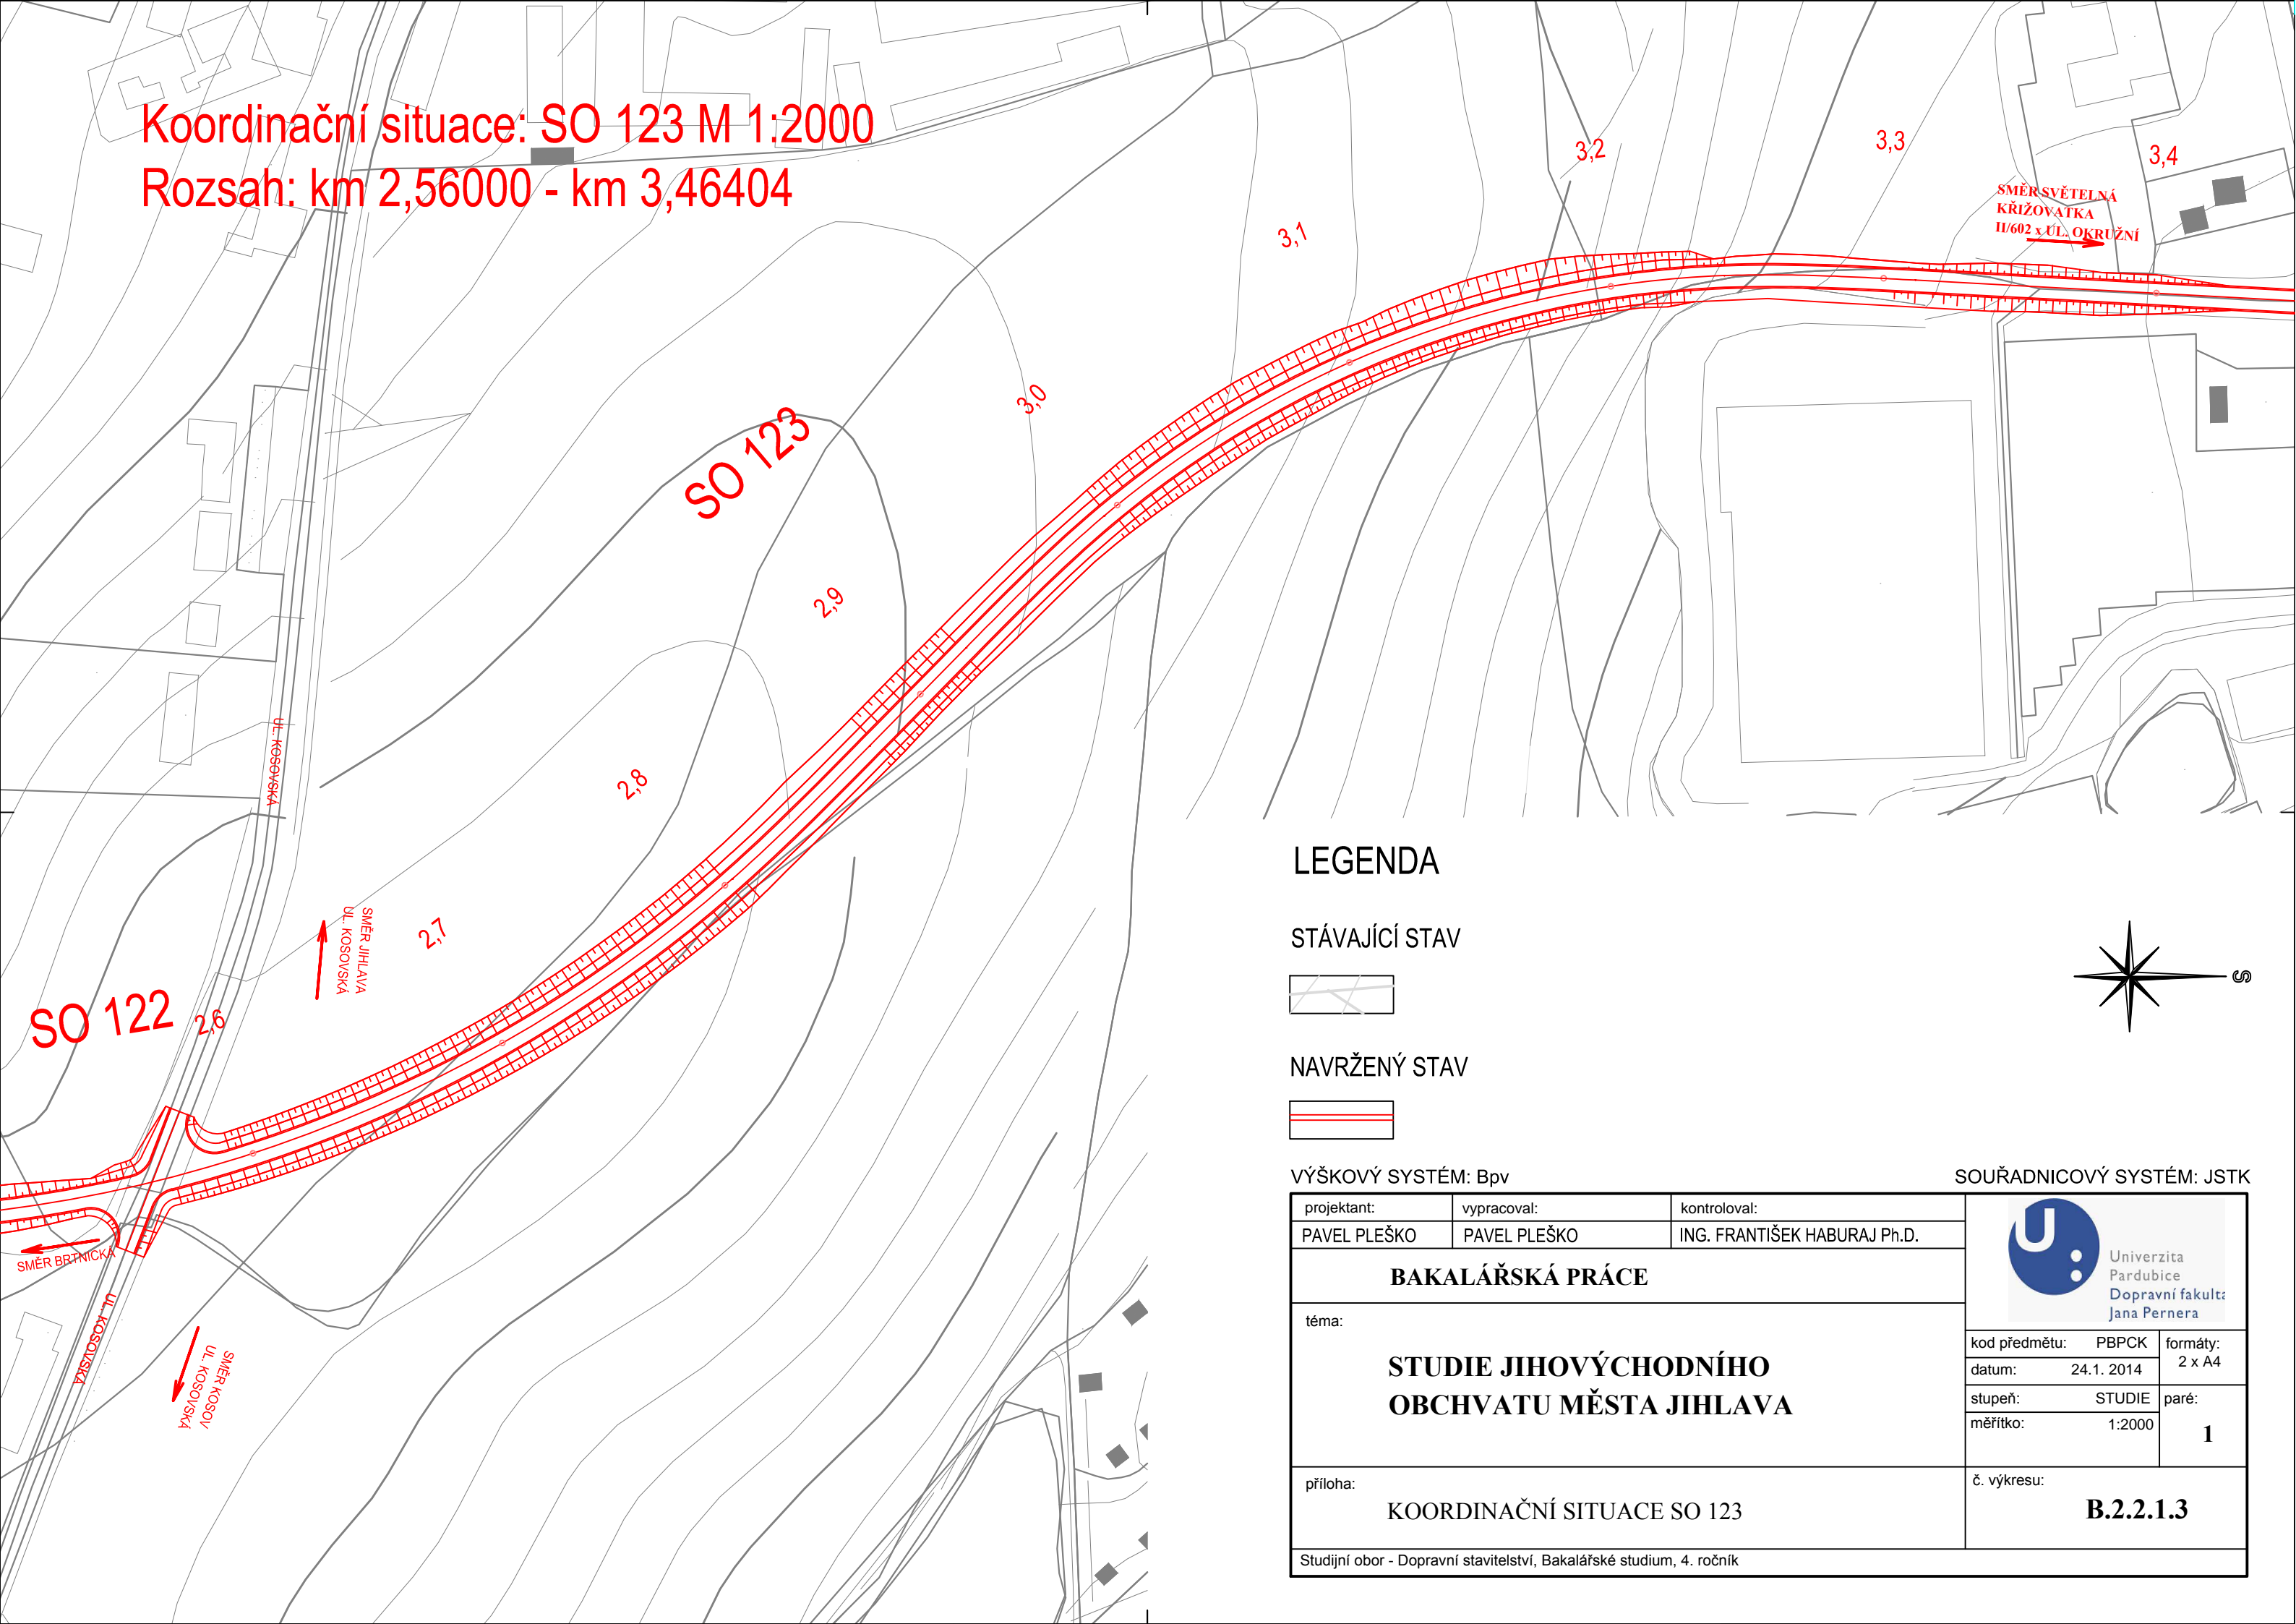 Koordinační situace: SO 123 M 1:2000
Rozsah: km 2,56000 - km 3,46404
3,2
3,3
3,4
SMĚR SVĚTELNÁ
KŘIŽOVATKA
II/602 x UL. OKRUŽNÍ
3,1
3,0
SO 123
2,9
2,8
2,7
UL. KOSOVSKÁ
SMĚR JIHLAVA
UL. KOSOVSKÁ
SO 122
2,6
SMĚR BRTNICKÁ
UL. KOSOVSKÁ
SMĚR KOSOV
UL. KOSOVSKÁ
LEGENDA
STÁVAJÍCÍ STAV
NAVRŽENÝ STAV
S
VÝŠKOVÝ SYSTÉM: Bpv
SOUŘADNICOVÝ SYSTÉM: JSTK
projektant: vypracoval: kontroloval:
PAVEL PLEŠKO PAVEL PLEŠKO ING. FRANTIŠEK HABURAJ Ph.D.
BAKALÁŘSKÁ PRÁCE
Univerzita
Pardubice
Dopravní fakulta
Jana Pernera
téma:
STUDIE JIHOVÝCHODNÍHO
OBCHVATU MĚSTA JIHLAVA
kod předmětu: PBPCK
formáty:
2 x A4
datum: 24.1. 2014
stupeň: STUDIE
paré:
1
měřítko: 1:2000
příloha:
KOORDINAČNÍ SITUACE SO 123
č. výkresu:
B.2.2.1.3
Studijní obor - Dopravní stavitelství, Bakalářské studium, 4. ročník